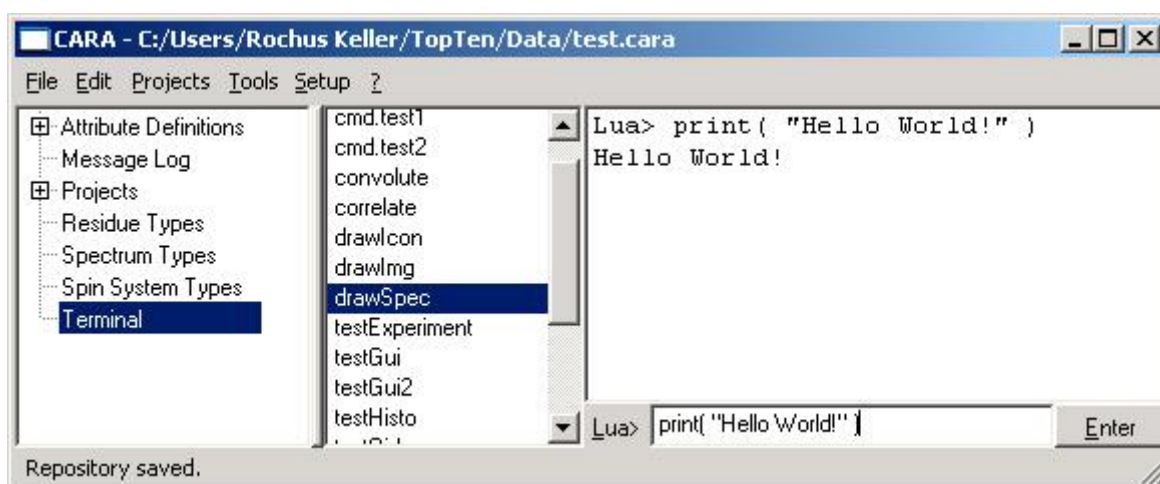 CARA - C:/Users/Rochus Keller/TopTen/Data/test.cara
File Edit Projects Tools Setup ?
Attribute Definitions
Message Log
Projects
Residue Types
Spectrum Types
Spin System Types
Terminal
cmd.test1
cmd.test2
convolute
correlate
drawIcon
drawImg
drawSpec
testExperiment
testGui
testGui2
testHisto
Lua> print( "Hello World!" )
Hello World!
Lua> print( "Hello World!" ) Enter
Repository saved.